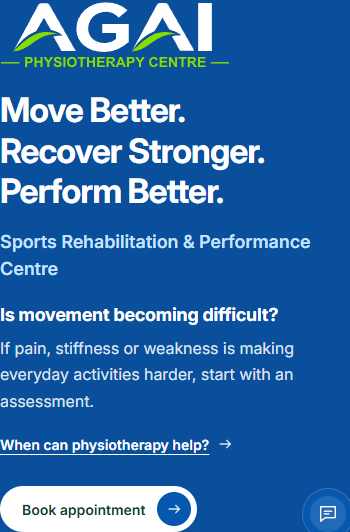 AGAI
PHYSIOTHERAPY CENTRE
Move Better.
Recover Stronger.
Perform Better.
Sports Rehabilitation & Performance
Centre
Is movement becoming difficult?
If pain, stiffness or weakness is making
everyday activities harder, start with an
assessment.
When can physiotherapy help? →
Book appointment →